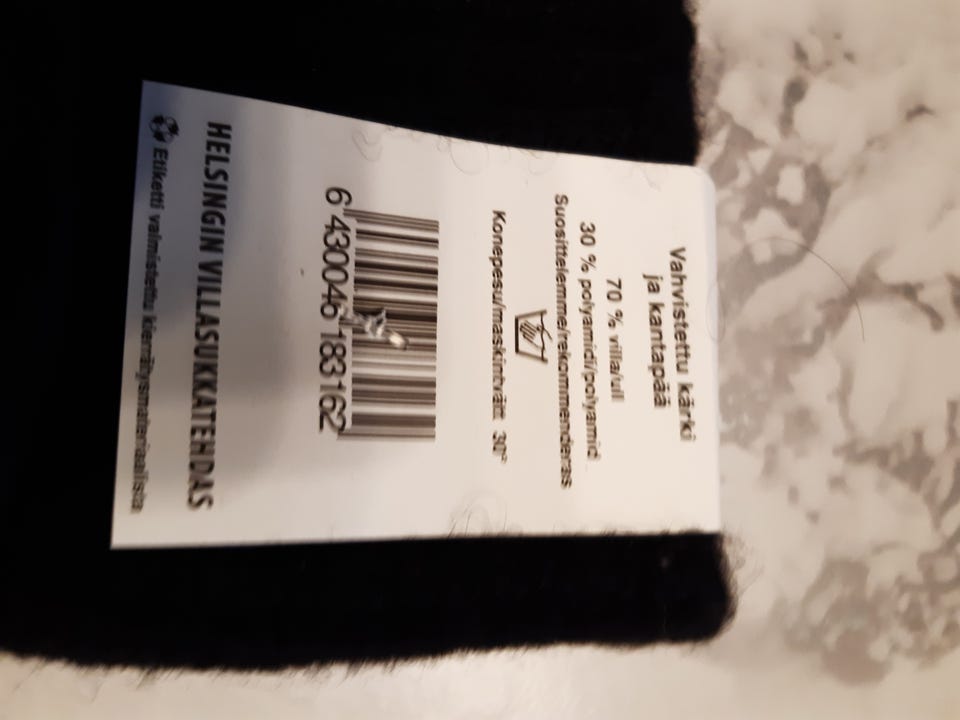 Vahvistettu kärki
ja kantapää
70 % villa/ull
30 % polyamidi/polyamid
Suosittelemme/rekommenderas
Konepesu/maskintvätt 30°
6 430046 183162
HELSINGIN VILLASUKKATEHDAS
Etiketti valmistettu kierrätysmateriaalista